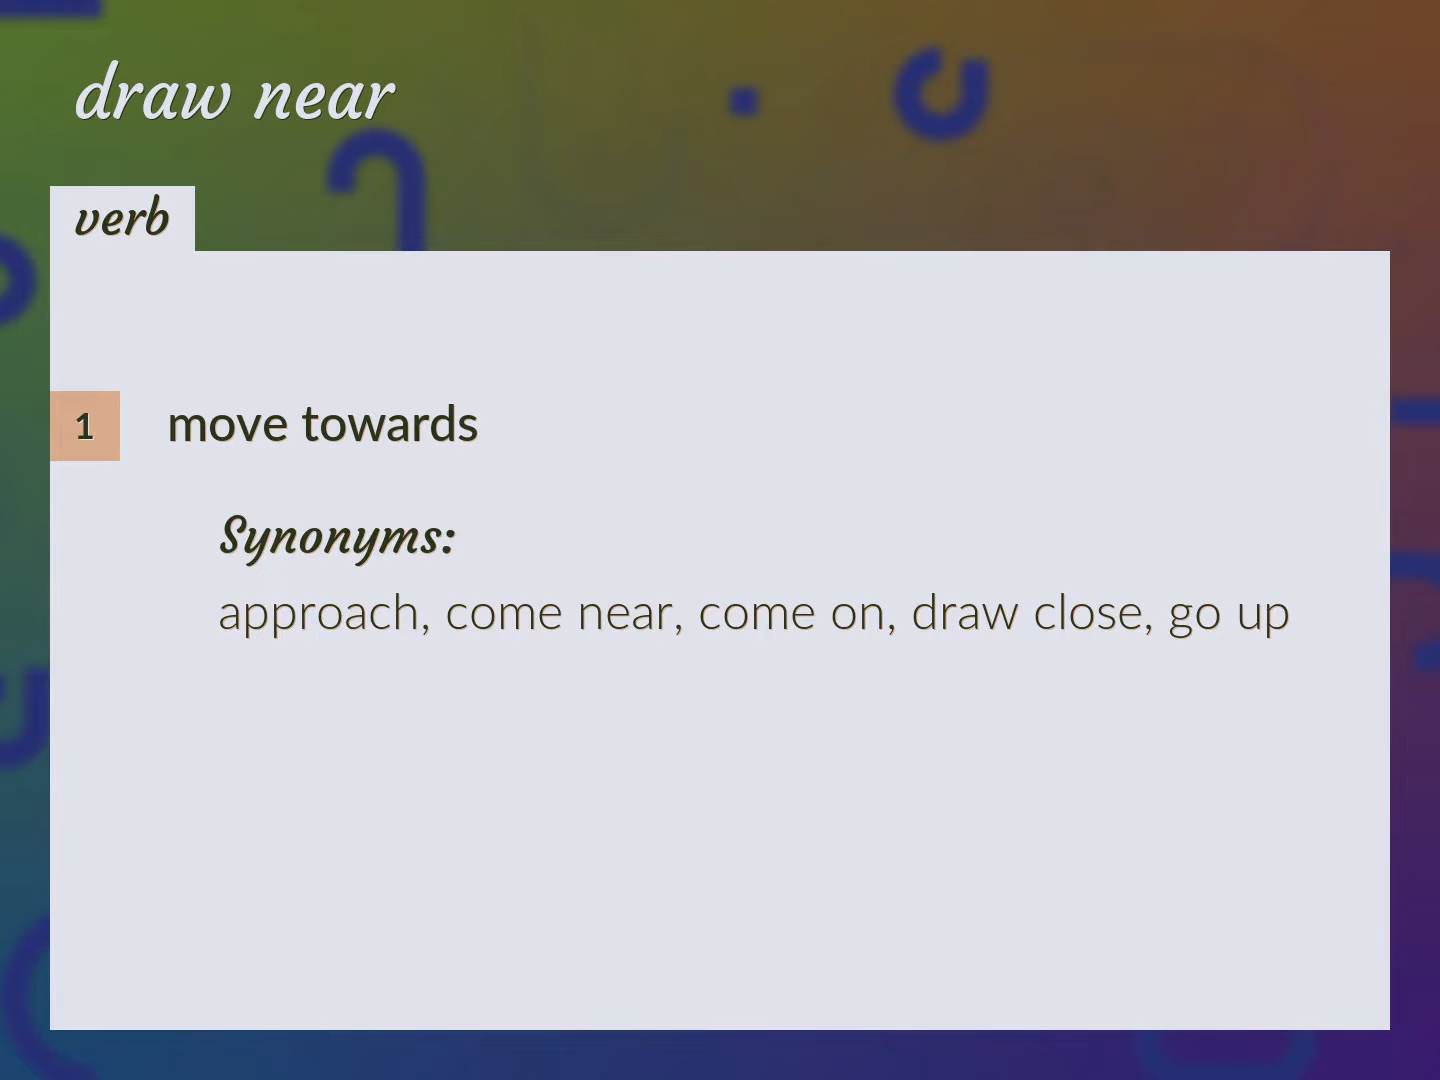 draw near
verb
1 move towards
Synonyms:
approach, come near, come on, draw close, go up